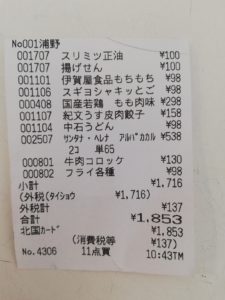 No001浦野
001707 スリミツ正油 ¥100
001707 揚げせん ¥100
001101 伊賀屋食品もちもち ¥98
001106 スギヨシャキッとご ¥98
000408 国産若鶏 もも肉味 ¥298
001107 紀文うす皮肉餃子 ¥158
001104 中石うどん ¥98
002507 サンタナ・ヘレナ アルパカカル ¥538
2コ 単65
000801 牛肉コロッケ ¥130
000802 フライ各種 ¥98
小計 ¥1,716
(外税(タイショウ ¥1,716)
外税計 ¥137
合計 ¥1,853
北国カード ¥1,853
(消費税等 ¥137)
No.4306 11点買 10:43TM